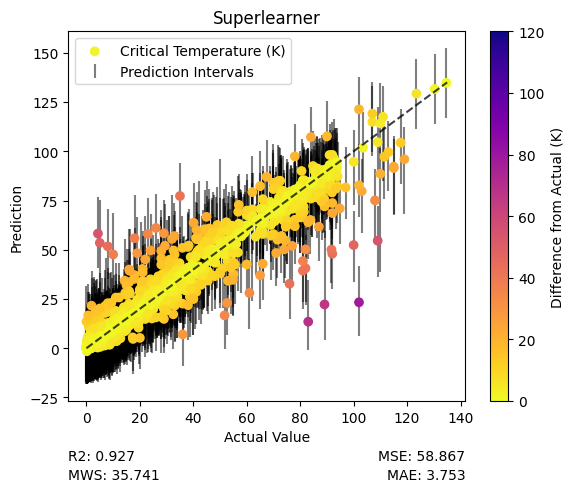 Superlearner
Critical Temperature (K)
Prediction Intervals
Prediction
150
125
100
75
50
25
0
−25
0 20 40 60 80 100 120 140
Actual Value
120
100
80
60
40
20
0
Difference from Actual (K)
R2: 0.927 MSE: 58.867
MWS: 35.741 MAE: 3.753